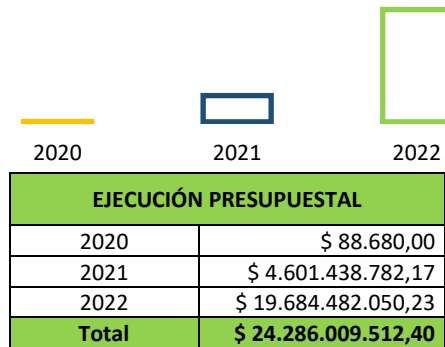 2020 2021 2022
EJECUCIÓN PRESUPUESTAL
2020 $ 88.680,00
2021 $ 4.601.438.782,17
2022 $ 19.684.482.050,23
Total $ 24.286.009.512,40